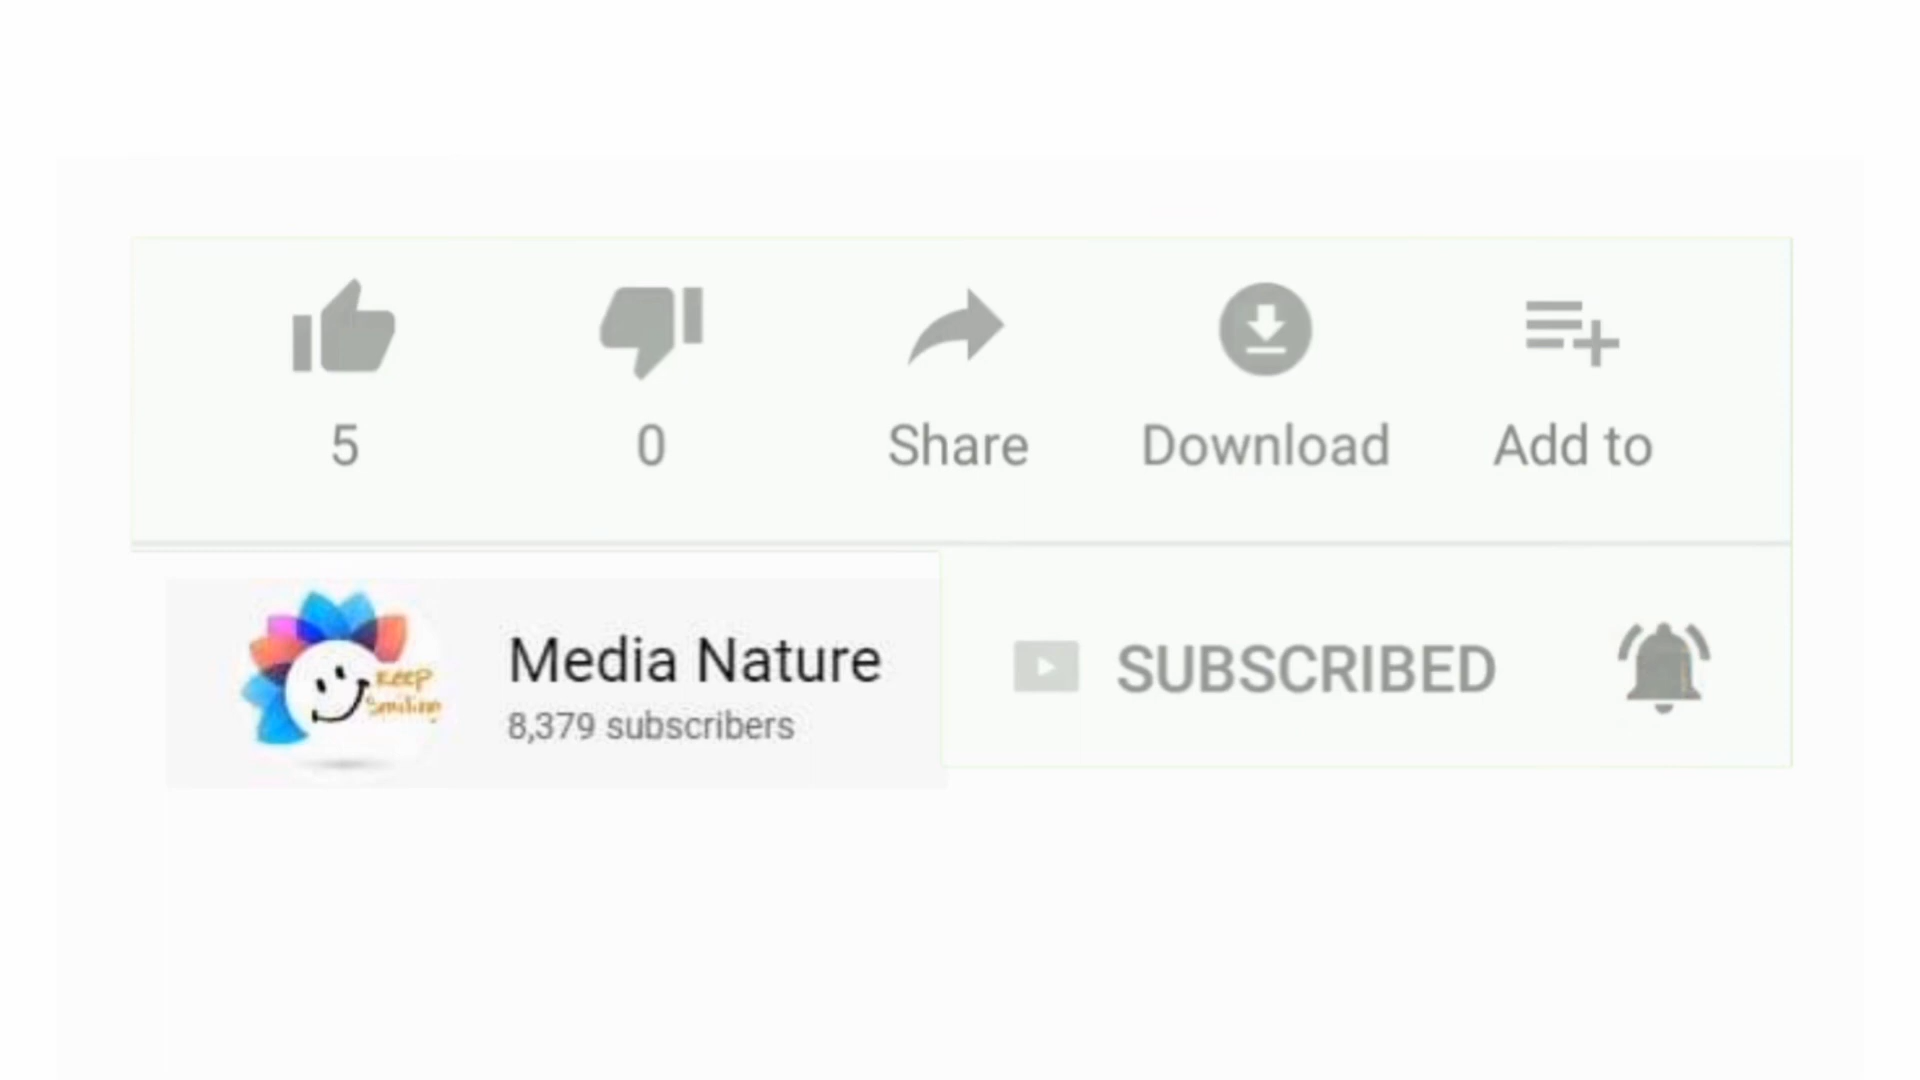 5
0
Share
Download
Add to
Keep
Smiling
Media Nature
8,379 subscribers
SUBSCRIBED